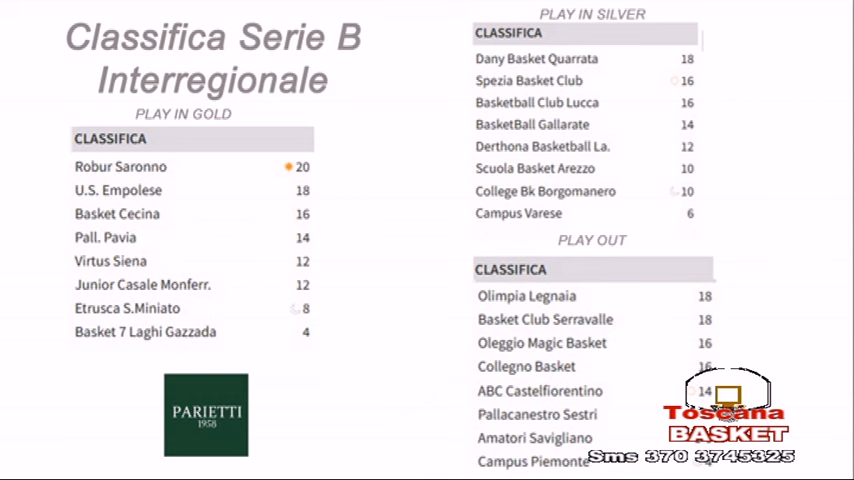 Classifica Serie B
Interregionale
PLAY IN GOLD
CLASSIFICA
Robur Saronno 20
U.S. Empolese 18
Basket Cecina 16
Pall. Pavia 14
Virtus Siena 12
Junior Casale Monferr. 12
Etrusca S.Miniato 8
Basket 7 Laghi Gazzada 4
PARIETTI
1958
PLAY IN SILVER
CLASSIFICA
Dany Basket Quarrata 18
Spezia Basket Club 16
Basketball Club Lucca 16
BasketBall Gallarate 14
Derthona Basketball La. 12
Scuola Basket Arezzo 10
College Bk Borgomanero 10
Campus Varese 6
PLAY OUT
CLASSIFICA
Olimpia Legnaia 18
Basket Club Serravalle 18
Oleggio Magic Basket 16
Collegno Basket 16
ABC Castelfiorentino 14
Pallacanestro Sestri
Amatori Savigliano
Campus Piemonte
Toscana
BASKET
Sms 370 3745325